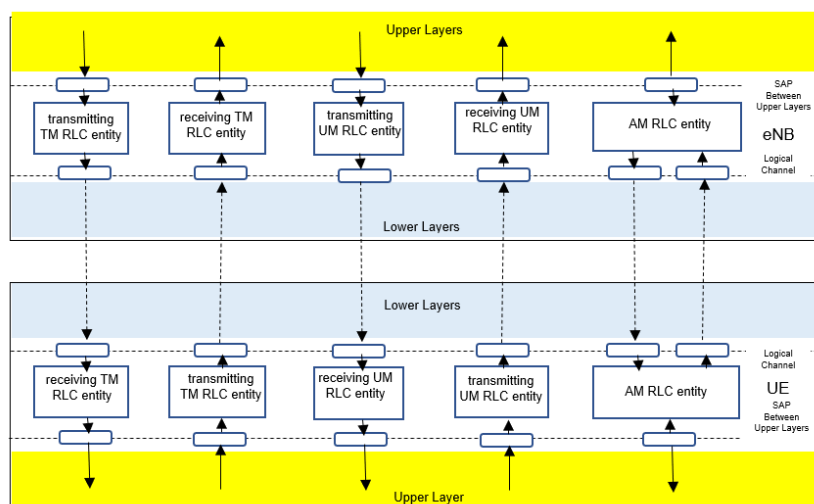 Upper Layers
SAP
Between
Upper Layers
transmitting
TM RLC entity
receiving TM
RLC entity
transmitting
UM RLC entity
receiving UM
RLC entity
AM RLC entity
eNB
Logical
Channel
Lower Layers
Lower Layers
Logical
Channel
receiving TM
RLC entity
transmitting
TM RLC entity
receiving UM
RLC entity
transmitting
UM RLC entity
AM RLC entity
UE
SAP
Between
Upper Layers
Upper Layer